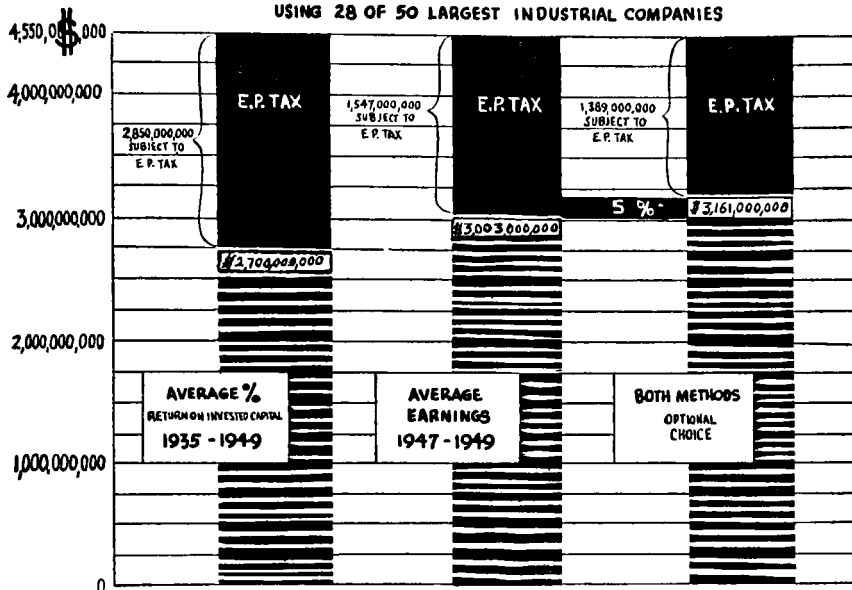 USING 28 OF 50 LARGEST INDUSTRIAL COMPANIES
$
4,550,000,000
4,000,000,000
3,000,000,000
2,000,000,000
1,000,000,000
0
E.P. TAX
2,850,000,000
SUBJECT TO
E.P. TAX
$2,700,000,000
AVERAGE %
RETURN ON INVESTED CAPITAL
1935 - 1949
E.P. TAX
1,547,000,000
SUBJECT TO
E.P. TAX
$3,003,000,000
AVERAGE
EARNINGS
1947 - 1949
5 %
E.P. TAX
1,389,000,000
SUBJECT TO
E.P. TAX
$3,161,000,000
BOTH METHODS
OPTIONAL
CHOICE